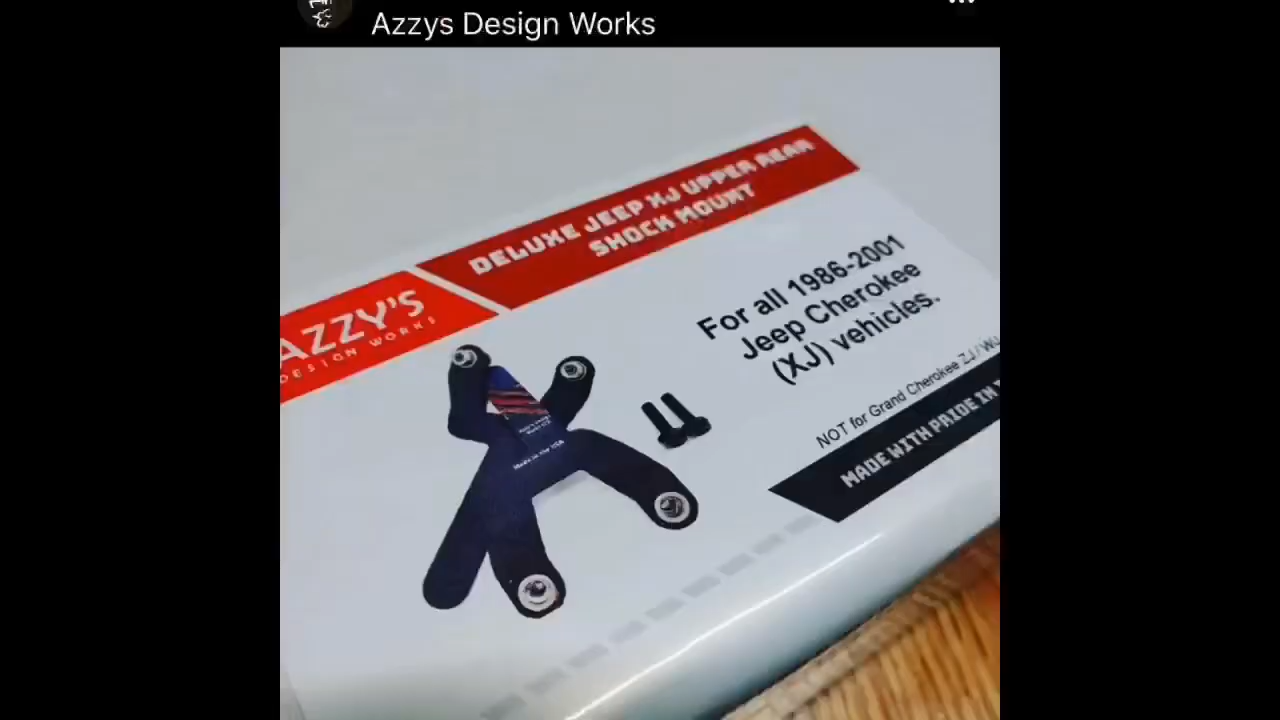 Azzys Design Works
DELUXE JEEP XJ UPPER REAR
SHOCK MOUNT
AZZY'S
DESIGN WORKS
For all 1986-2001
Jeep Cherokee
(XJ) vehicles.
NOT for Grand Cherokee ZJ / WJ
MADE WITH PRIDE IN
Made in the USA